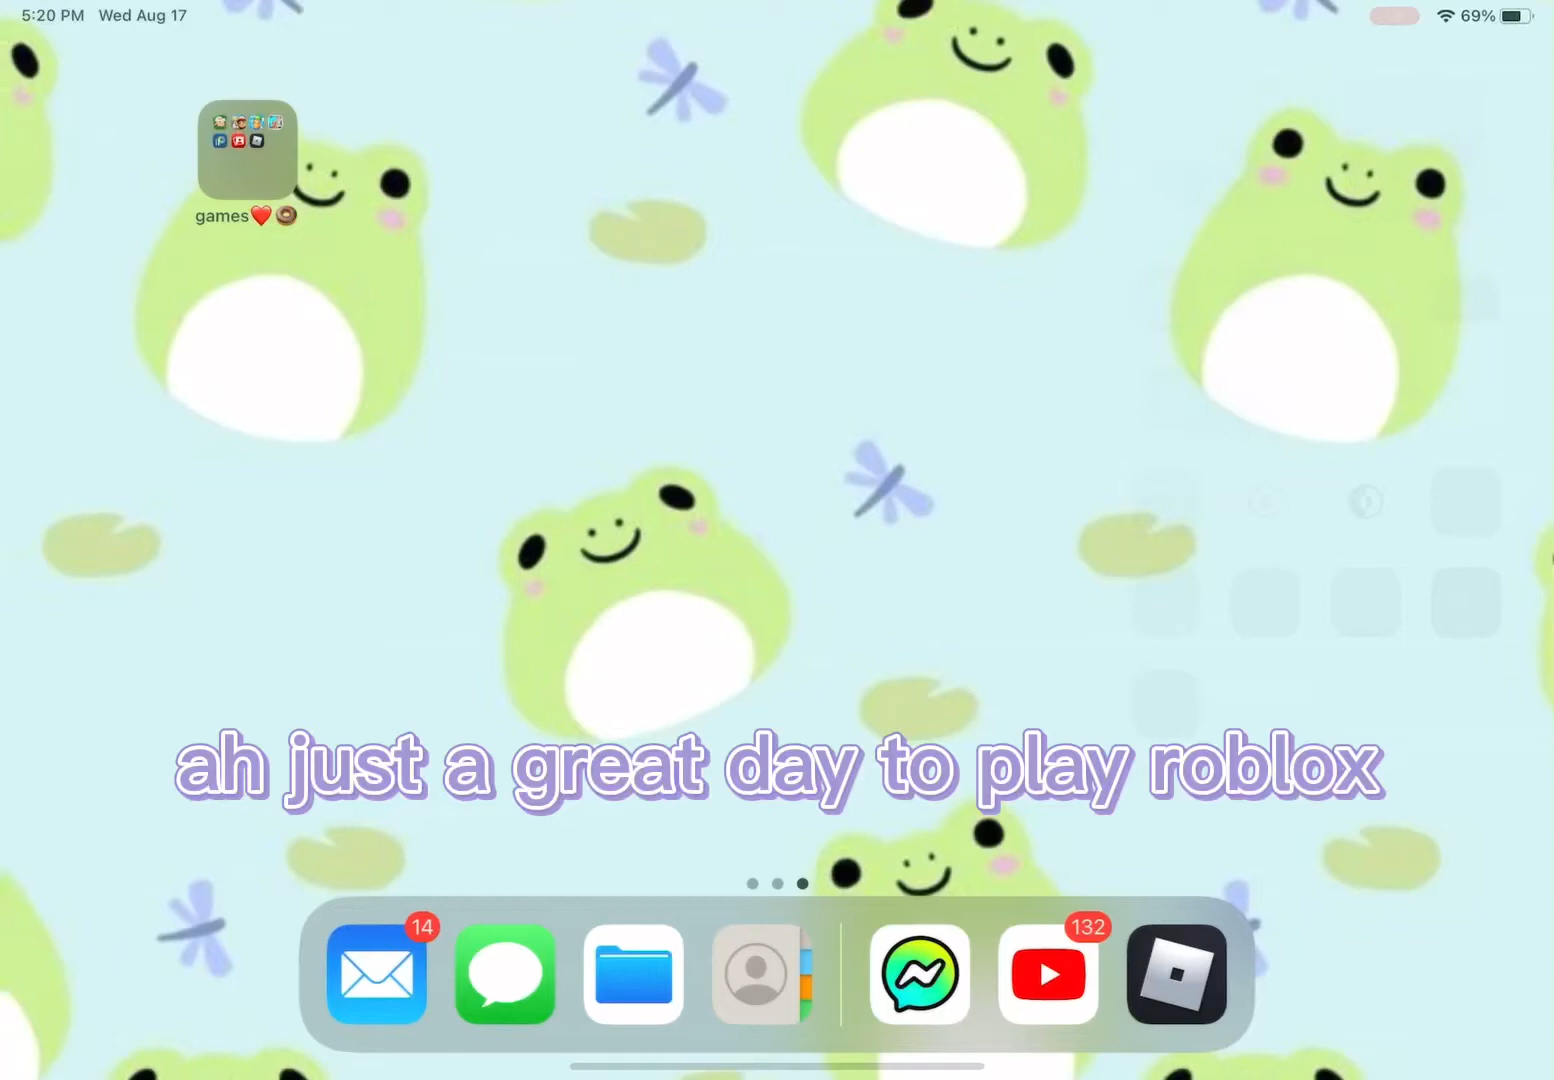 5:20 PM Wed Aug 17
69%
games❤️🍩
ah just a great day to play roblox
14
132